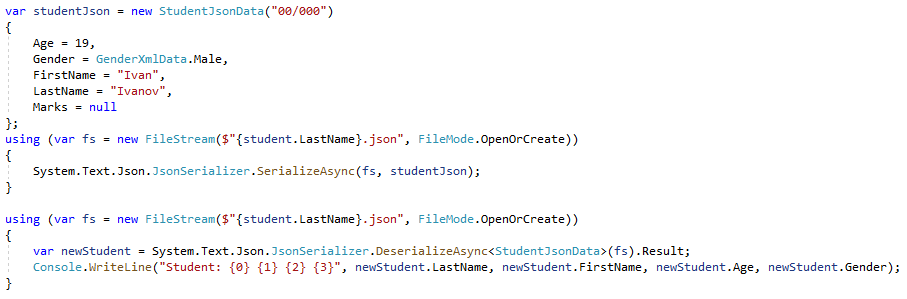 var studentJson = new StudentJsonData("00/000")
{
    Age = 19,
    Gender = GenderXmlData.Male,
    FirstName = "Ivan",
    LastName = "Ivanov",
    Marks = null
};
using (var fs = new FileStream($"{student.LastName}.json", FileMode.OpenOrCreate))
{
    System.Text.Json.JsonSerializer.SerializeAsync(fs, studentJson);
}

using (var fs = new FileStream($"{student.LastName}.json", FileMode.OpenOrCreate))
{
    var newStudent = System.Text.Json.JsonSerializer.DeserializeAsync<StudentJsonData>(fs).Result;
    Console.WriteLine("Student: {0} {1} {2} {3}", newStudent.LastName, newStudent.FirstName, newStudent.Age, newStudent.Gender);
}